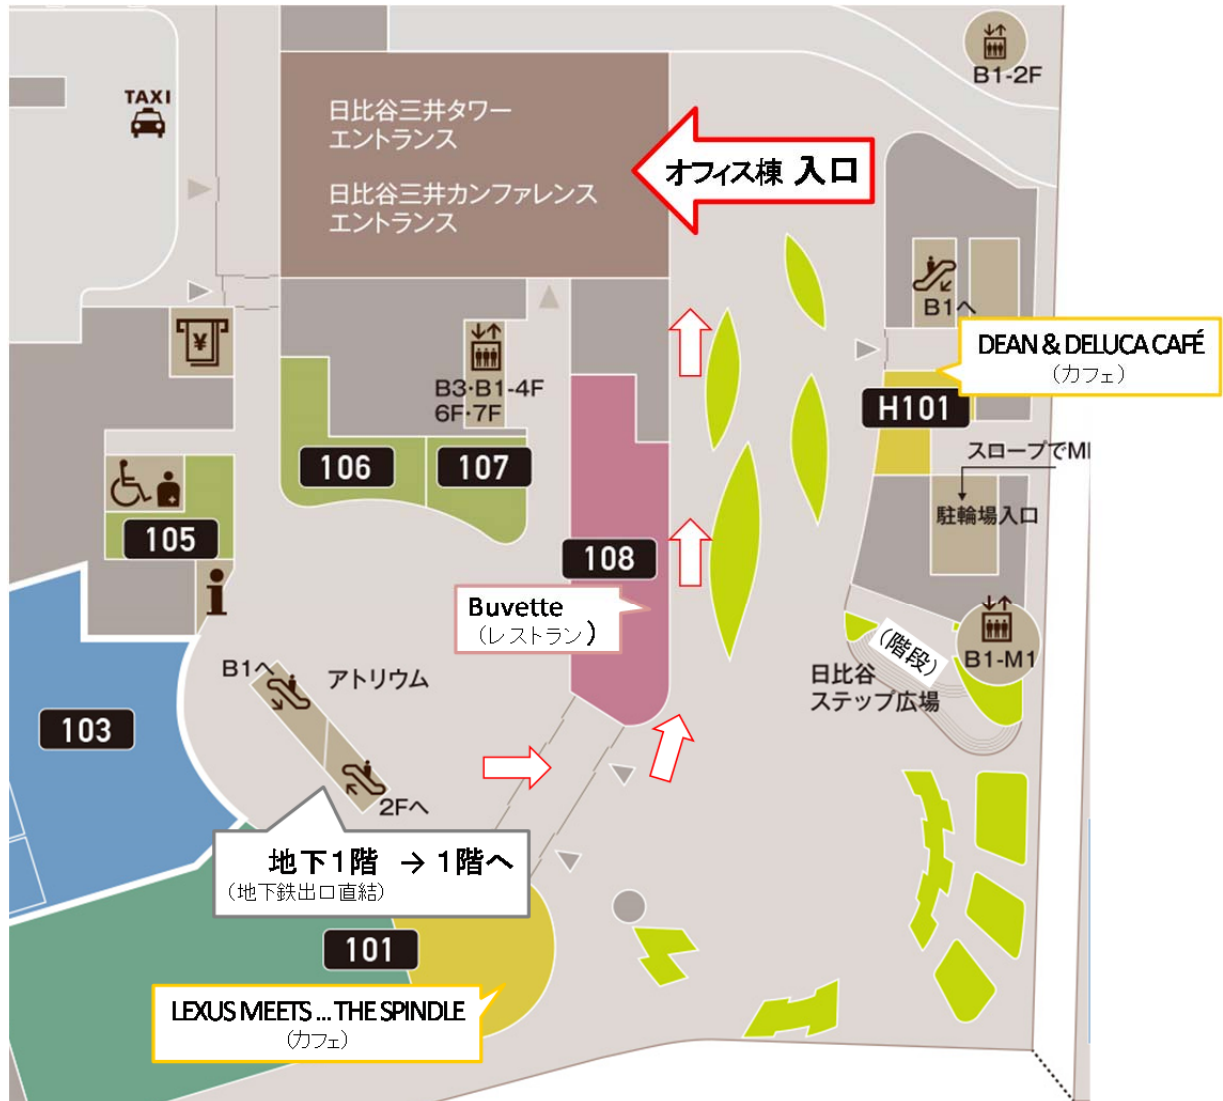 B1-2F
TAXI
日比谷三井タワー
エントランス
日比谷三井カンファレンス
エントランス
オフィス棟 入口
B1へ
DEAN & DELUCA CAFÉ
(カフェ)
¥
B3·B1-4F
6F·7F
H101
106
107
スロープでMI
105
108
駐輪場入口
i
Buvette
(レストラン)
(階段)
B1-M1
B1へ
アトリウム
日比谷
ステップ広場
103
2Fへ
地下1階 → 1階へ
(地下鉄出口直結)
101
LEXUS MEETS ... THE SPINDLE
(カフェ)